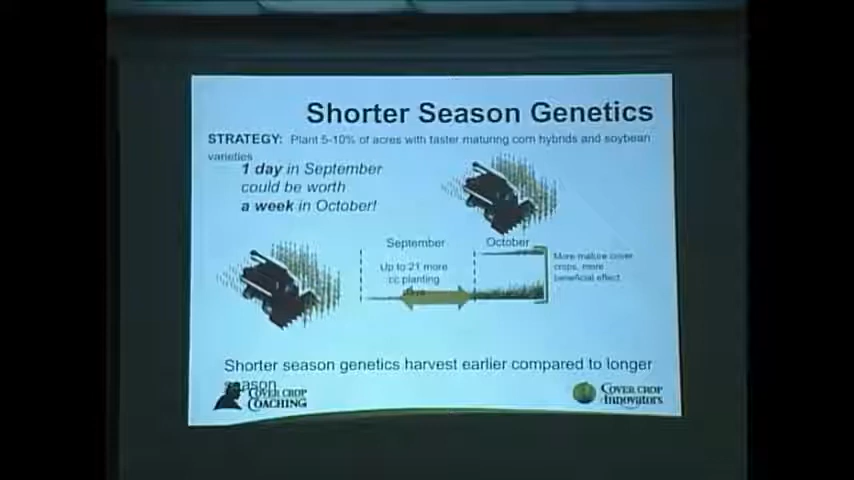 Shorter Season Genetics
STRATEGY: Plant 5-10% of acres with faster maturing corn hybrids and soybean
varieties
1 day in September
could be worth
a week in October!
September
October
Up to 21 more
cc planting
days
More mature cover
crops, more
beneficial effect
Shorter season genetics harvest earlier compared to longer
season
COVER CROP
COACHING
COVER CROP
Innovators